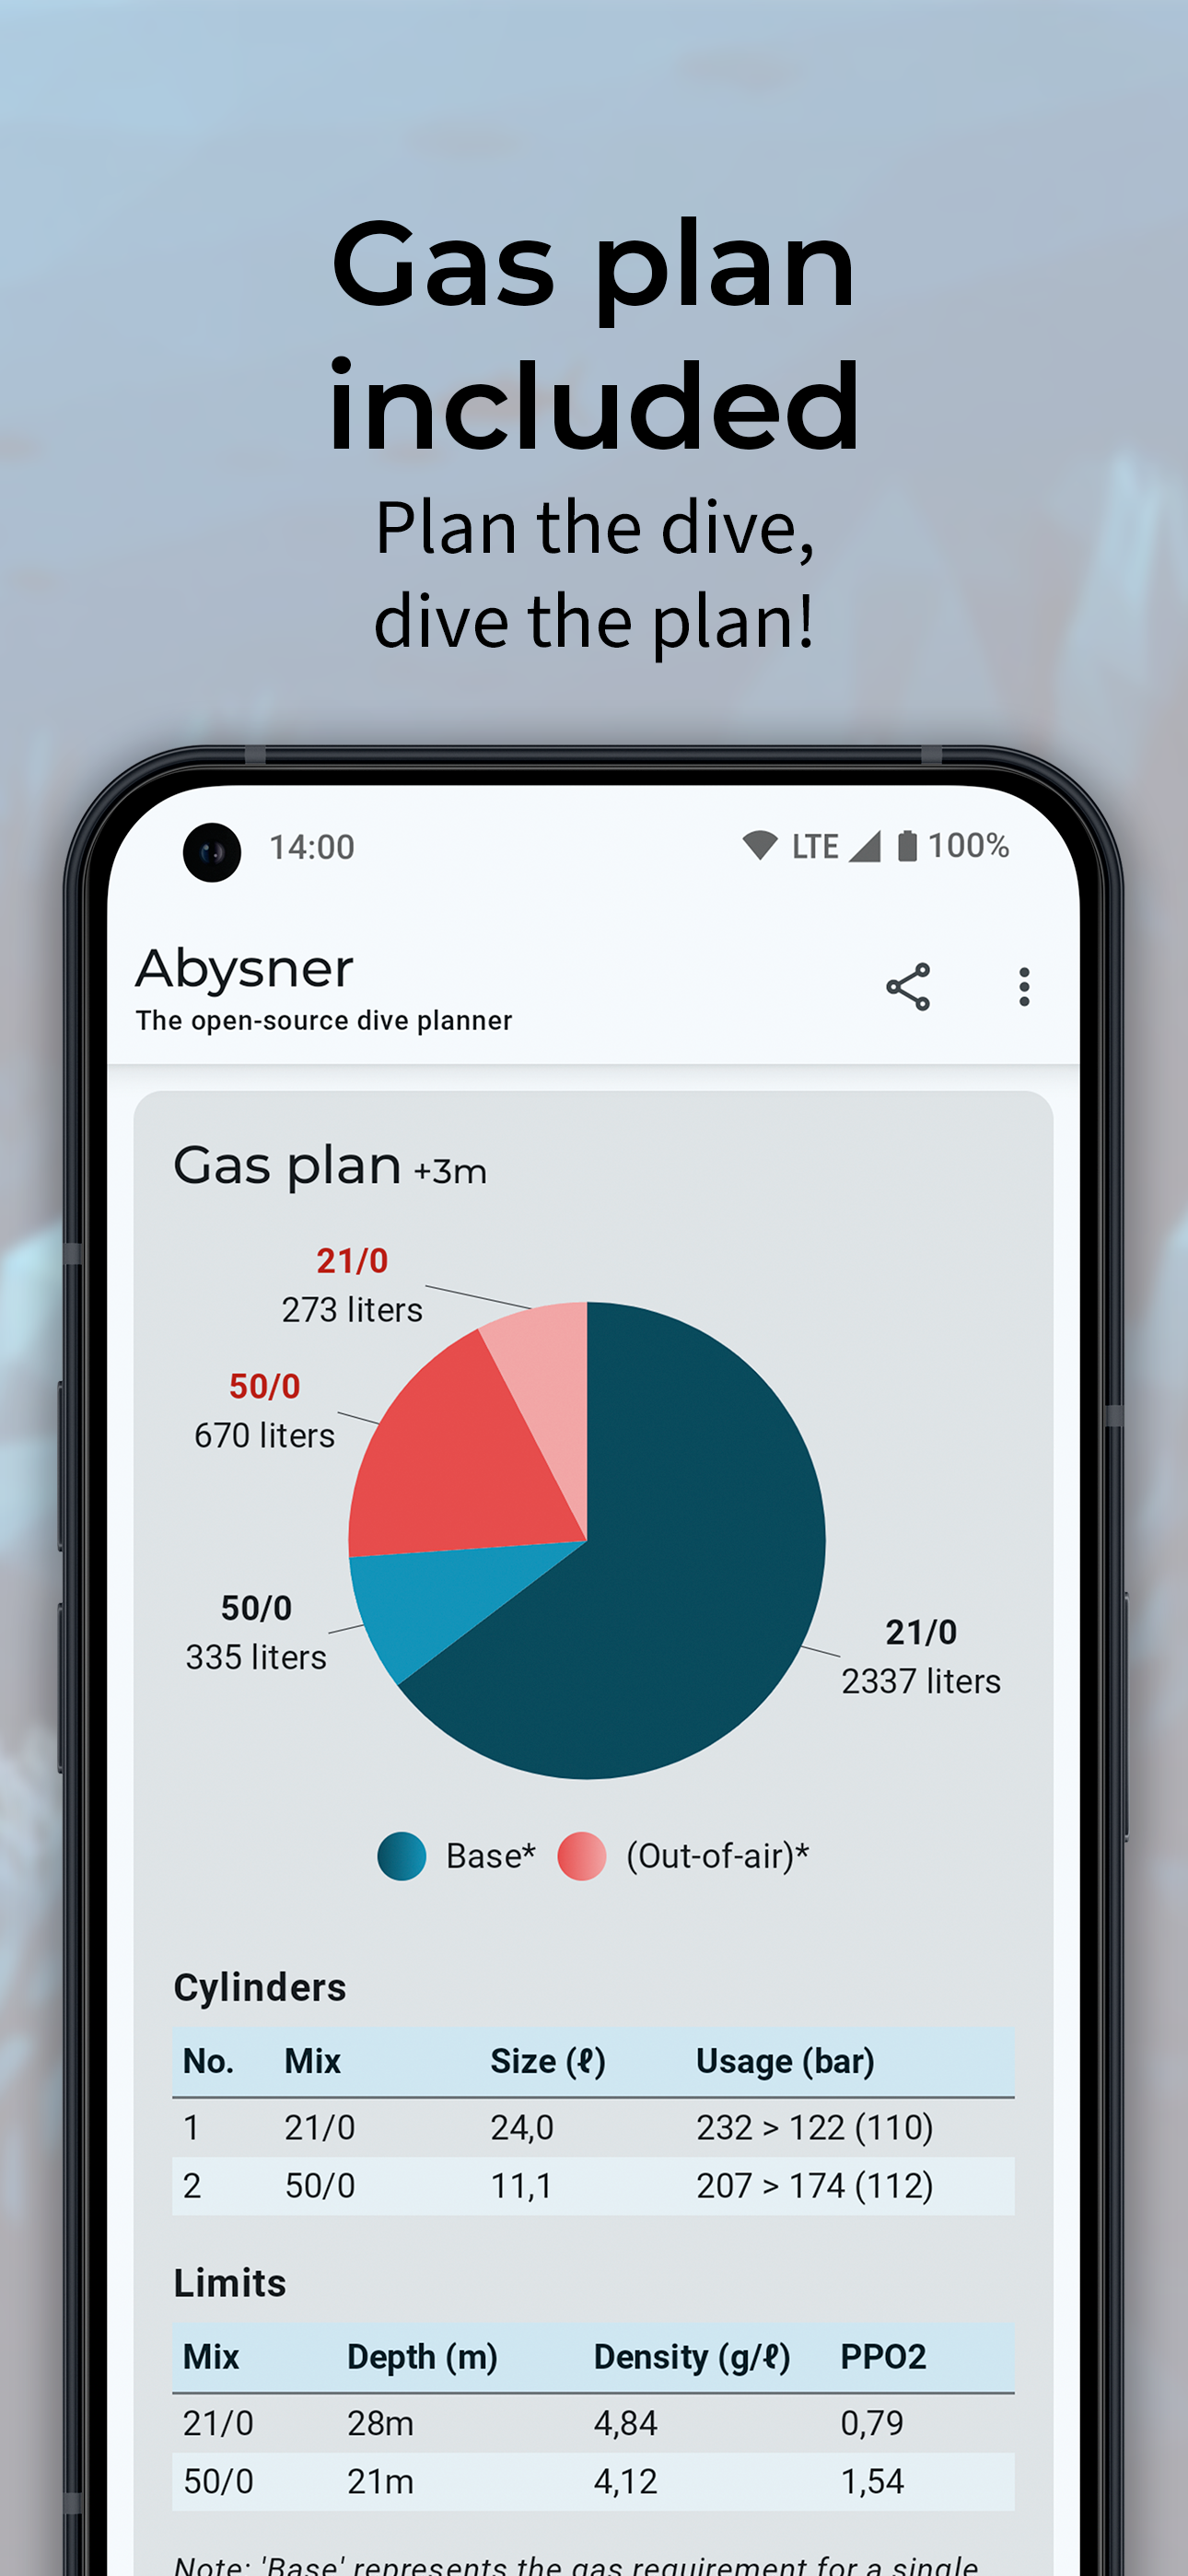 Gas plan
included
Plan the dive,
dive the plan!
14:00 LTE 100%
Abysner
The open-source dive planner
Gas plan +3m
21/0
273 liters
50/0
670 liters
50/0
335 liters
21/0
2337 liters
Base* (Out-of-air)*
Cylinders
No. Mix Size (ℓ) Usage (bar)
1 21/0 24,0 232 > 122 (110)
2 50/0 11,1 207 > 174 (112)
Limits
Mix Depth (m) Density (g/ℓ) PPO2
21/0 28m 4,84 0,79
50/0 21m 4,12 1,54
Note: 'Base' represents the gas requirement for a single